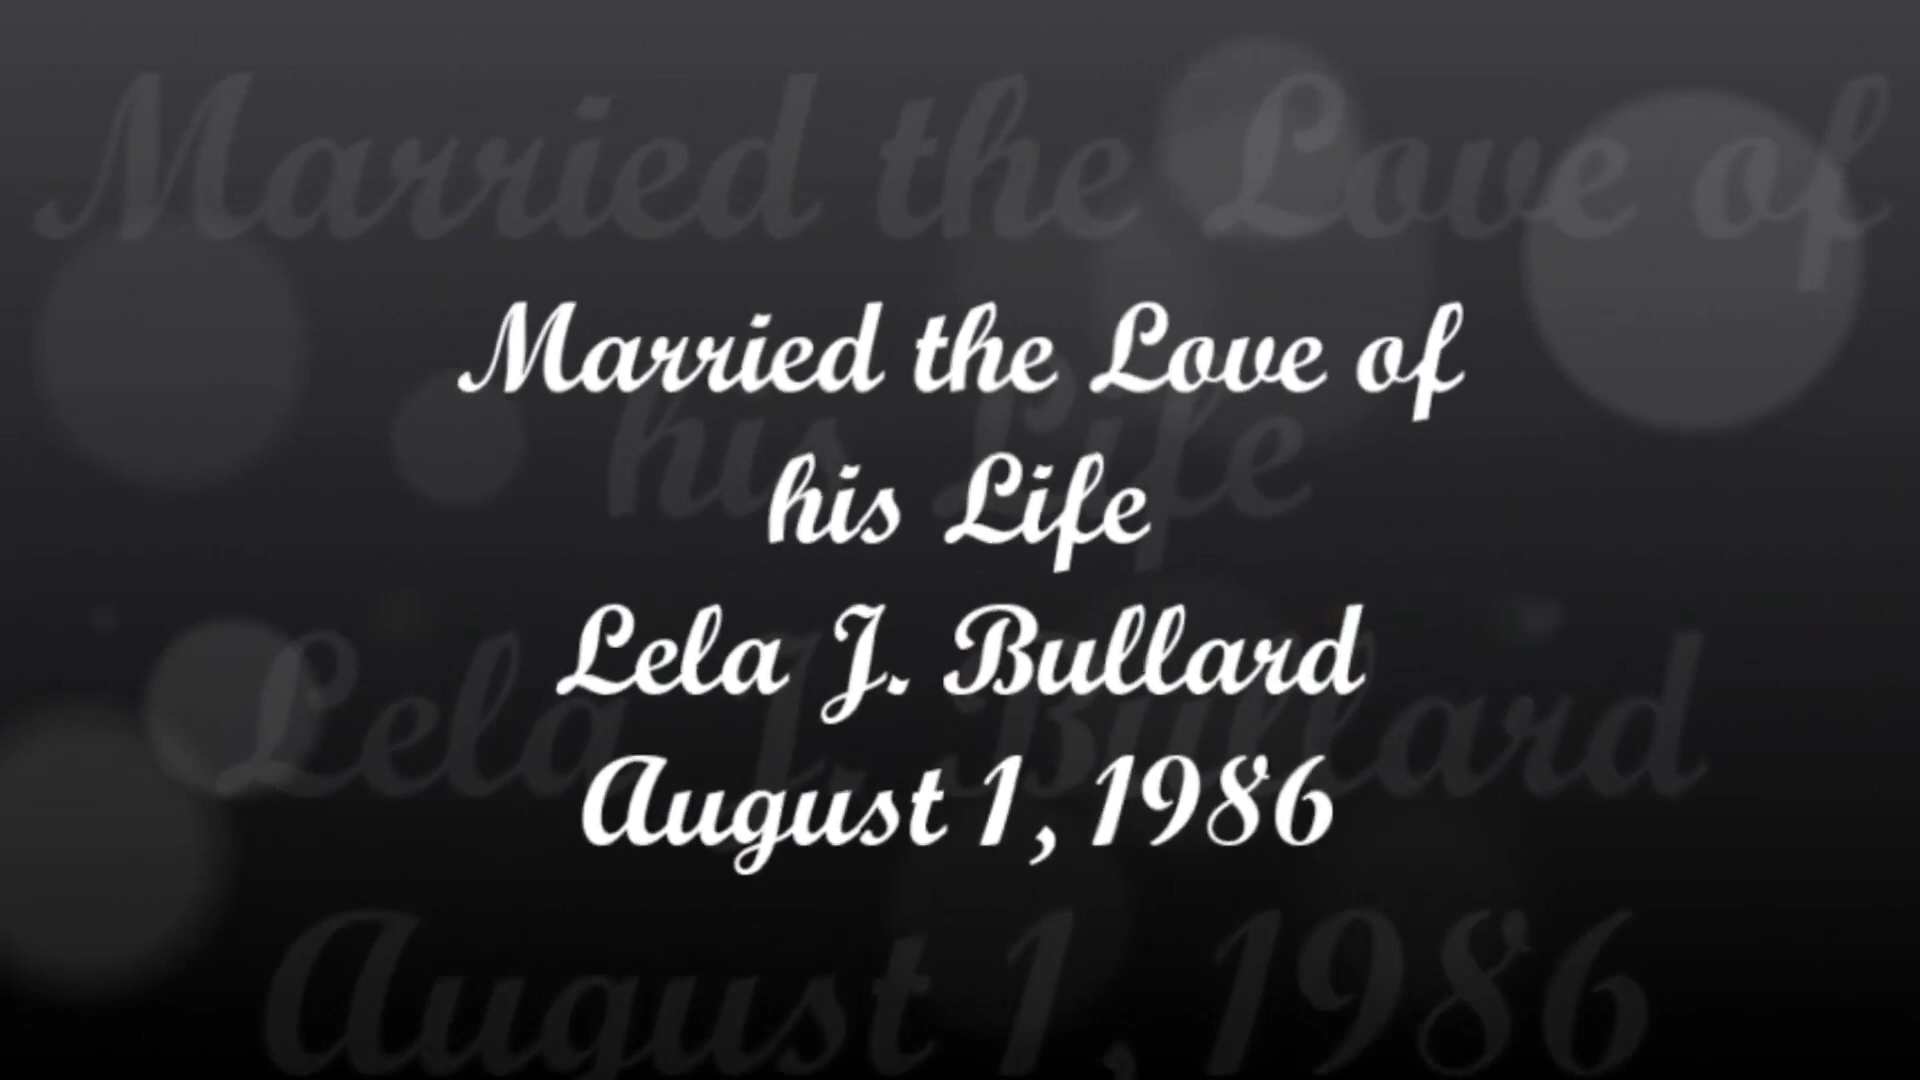 Married the Love of
his Life
Lela J. Bullard
August 1, 1986